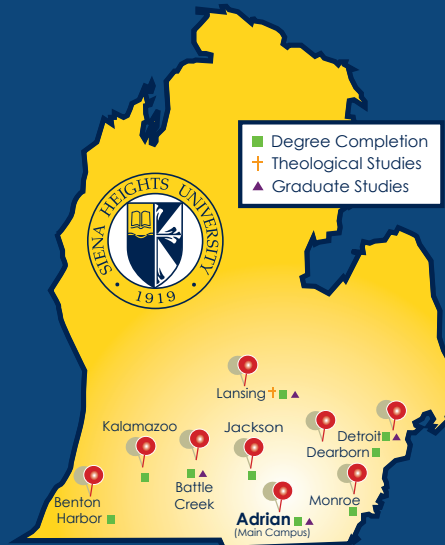 Degree Completion
Theological Studies
Graduate Studies
SIENA HEIGHTS UNIVERSITY
• 1919 •
Lansing
Kalamazoo
Jackson
Detroit
Dearborn
Battle
Creek
Benton
Harbor
Monroe
Adrian
(Main Campus)